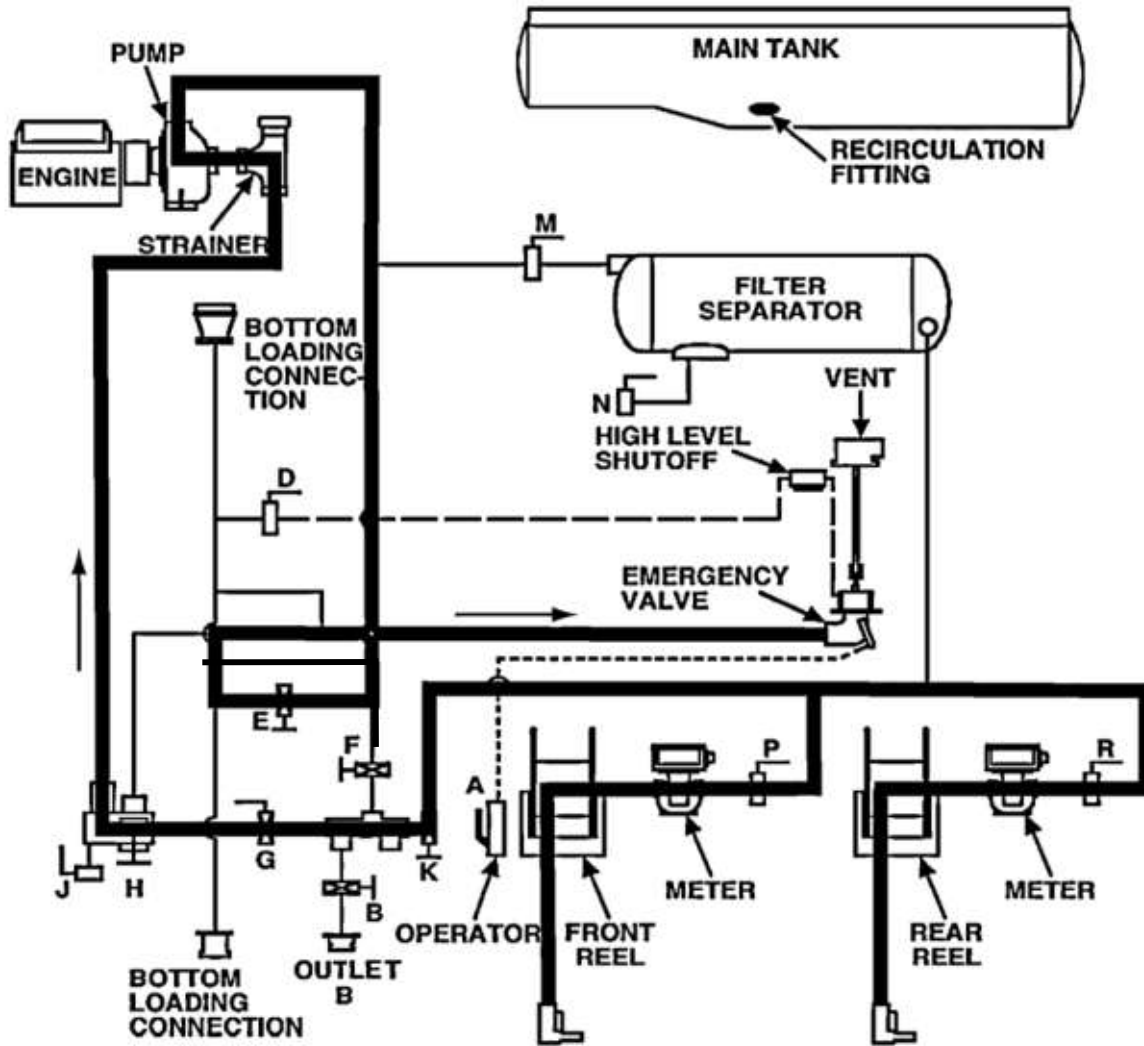 MAIN TANK
RECIRCULATION
FITTING
PUMP
ENGINE
STRAINER
M
FILTER
SEPARATOR
BOTTOM
LOADING
CONNEC-
TION
N
VENT
HIGH LEVEL
SHUTOFF
D
EMERGENCY
VALVE
E
F
A
P
R
G
K
J
H
B
METER
METER
OPERATOR
FRONT
REEL
REAR
REEL
OUTLET
B
BOTTOM
LOADING
CONNECTION